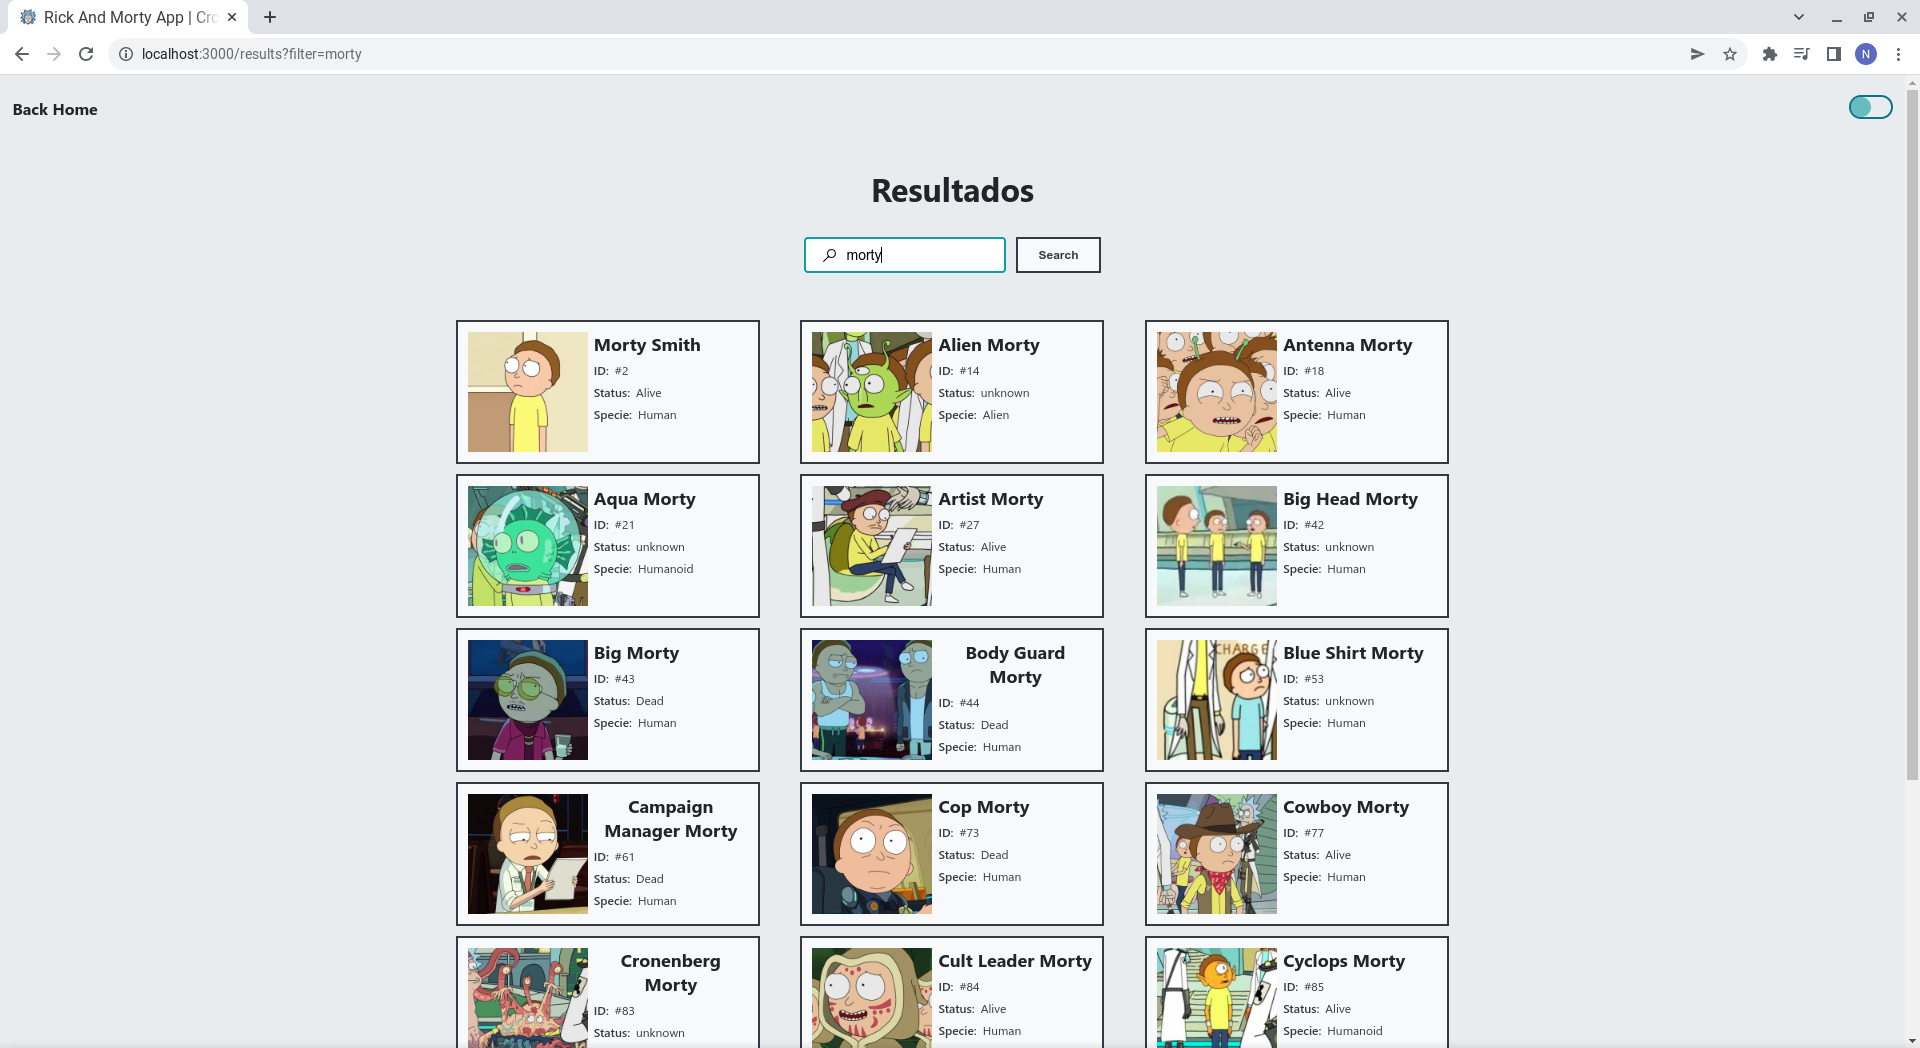 Rick And Morty App | Cro
localhost:3000/results?filter=morty
N
Back Home
Resultados
morty
Search
Morty Smith
ID: #2
Status: Alive
Specie: Human
Alien Morty
ID: #14
Status: unknown
Specie: Alien
Antenna Morty
ID: #18
Status: Alive
Specie: Human
Aqua Morty
ID: #21
Status: unknown
Specie: Humanoid
Artist Morty
ID: #27
Status: Alive
Specie: Human
Big Head Morty
ID: #42
Status: unknown
Specie: Human
Big Morty
ID: #43
Status: Dead
Specie: Human
Body Guard
Morty
ID: #44
Status: Dead
Specie: Human
CHARGE
Blue Shirt Morty
ID: #53
Status: unknown
Specie: Human
Campaign
Manager Morty
ID: #61
Status: Dead
Specie: Human
Cop Morty
ID: #73
Status: Dead
Specie: Human
Cowboy Morty
ID: #77
Status: Alive
Specie: Human
Cronenberg
Morty
ID: #83
Status: unknown
Cult Leader Morty
ID: #84
Status: Alive
Specie: Human
Cyclops Morty
ID: #85
Status: Alive
Specie: Humanoid